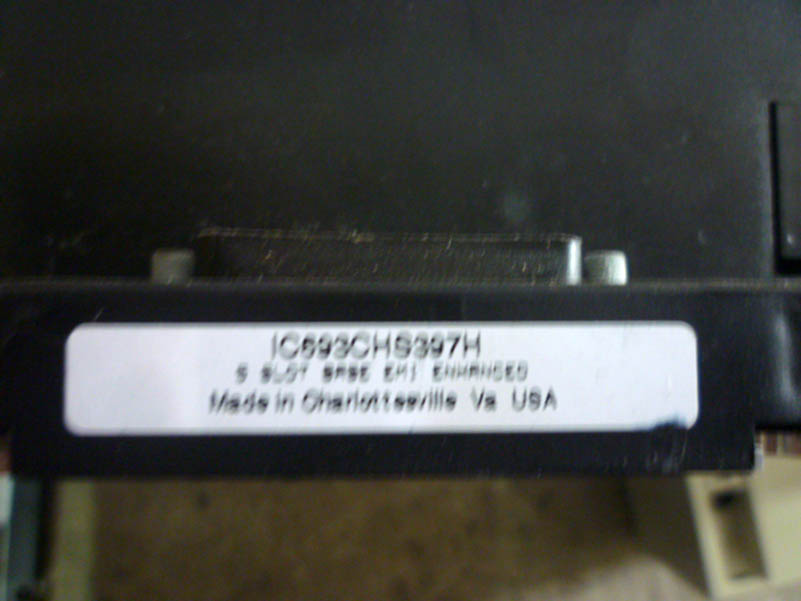 IC693CHS397H
5 SLOT BASE EMI ENHANCED
Made in Charlottesville Va USA